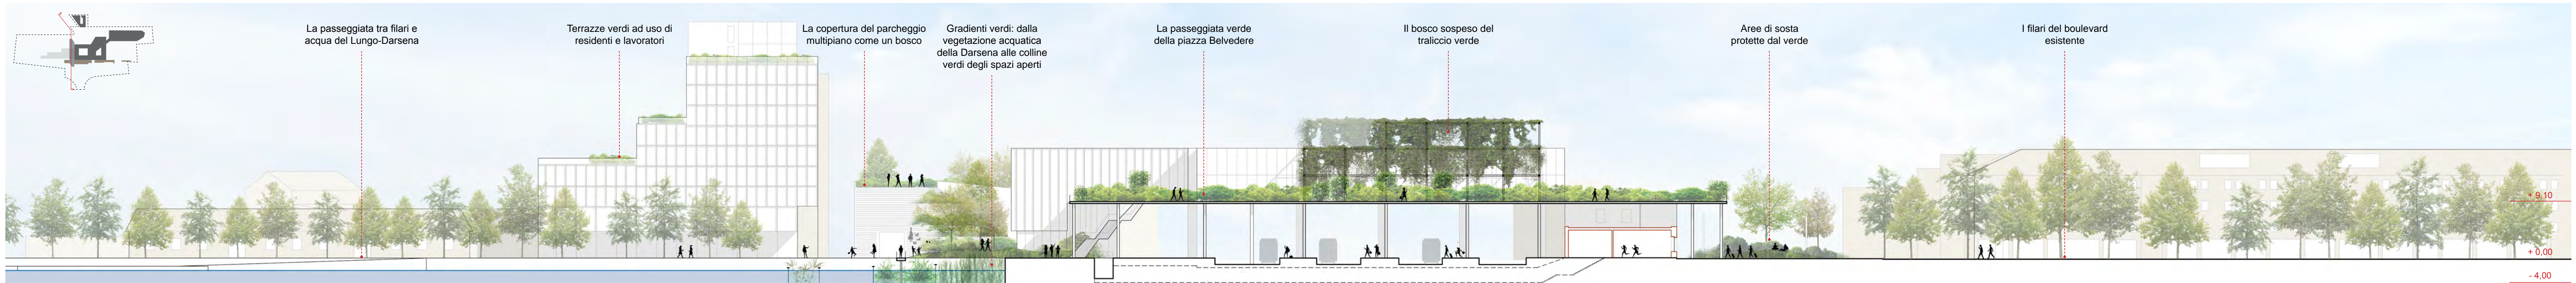 La passeggiata tra filari e
acqua del Lungo-Darsena
Terrazze verdi ad uso di
residenti e lavoratori
La copertura del parcheggio
multipiano come un bosco
Gradienti verdi: dalla
vegetazione acquatica
della Darsena alle colline
verdi degli spazi aperti
La passeggiata verde
della piazza Belvedere
Il bosco sospeso del
traliccio verde
Aree di sosta
protette dal verde
I filari del boulevard
esistente
+ 9,10
+ 0,00
- 4,00